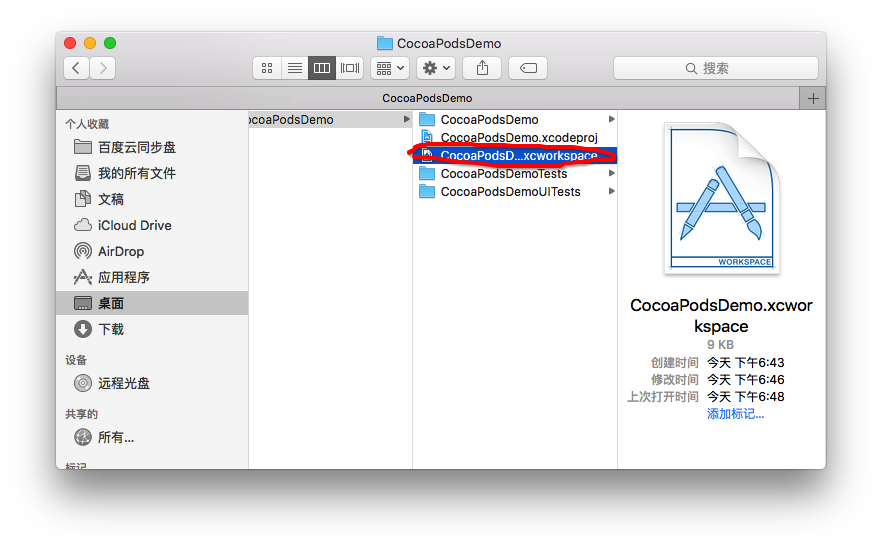 CocoaPodsDemo
搜索
CocoaPodsDemo
个人收藏
百度云同步盘
我的所有文件
文稿
iCloud Drive
AirDrop
应用程序
桌面
下载
设备
远程光盘
共享的
所有...
标记
ocoaPodsDemo
CocoaPodsDemo
CocoaPodsDemo.xcodeproj
CocoaPodsD...xcworkspace
CocoaPodsDemoTests
CocoaPodsDemoUITests
WORKSPACE
CocoaPodsDemo.xcwor
kspace
9 KB
创建时间 今天 下午6:43
修改时间 今天 下午6:46
上次打开时间 今天 下午6:48
添加标记...